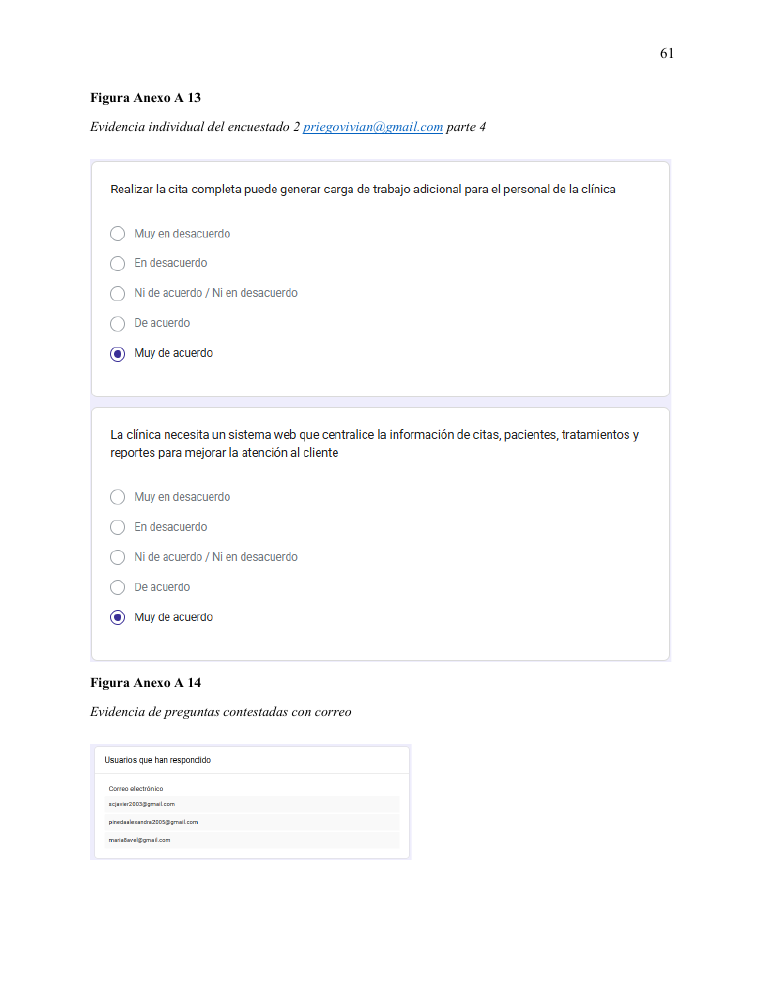 61
Figura Anexo A 13
Evidencia individual del encuestado 2 priegovivian@gmail.com parte 4
Realizar la cita completa puede generar carga de trabajo adicional para el personal de la clínica
Muy en desacuerdo
En desacuerdo
Ni de acuerdo / Ni en desacuerdo
De acuerdo
Muy de acuerdo
La clínica necesita un sistema web que centralice la información de citas, pacientes, tratamientos y
reportes para mejorar la atención al cliente
Muy en desacuerdo
En desacuerdo
Ni de acuerdo / Ni en desacuerdo
De acuerdo
Muy de acuerdo
Figura Anexo A 14
Evidencia de preguntas contestadas con correo
Usuarios que han respondido
Correo electrónico
scjavier2003@gmail.com
pinedaalexandra2005@gmail.com
maria8avel@gmail.com